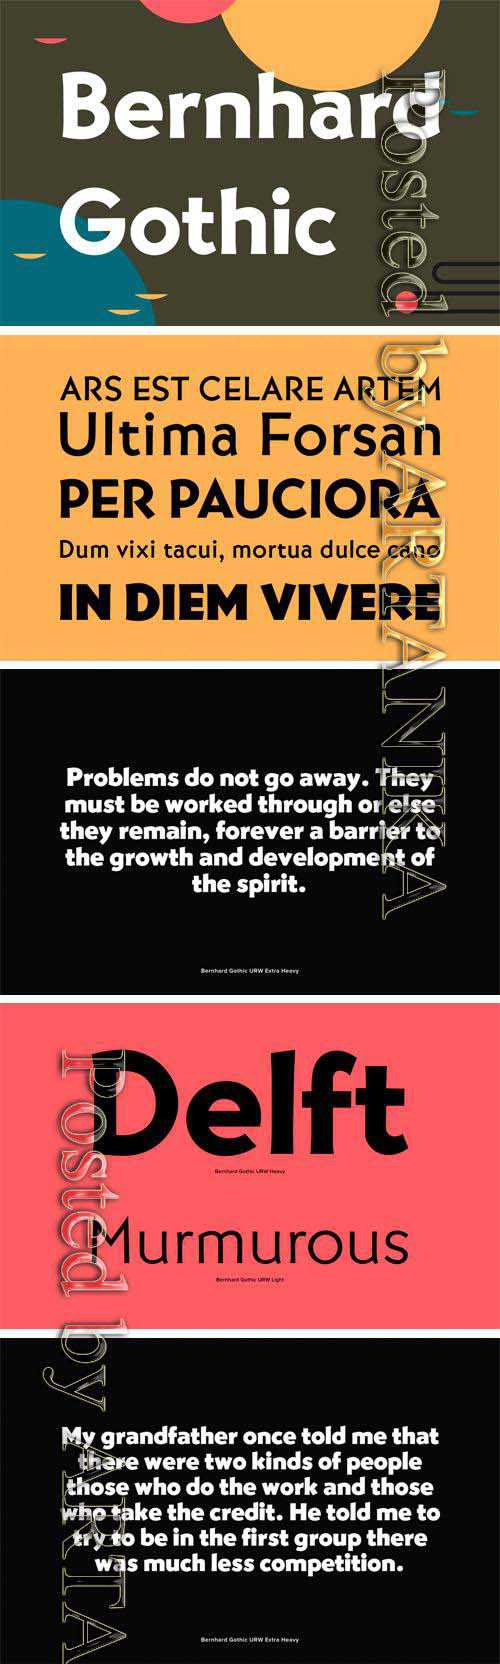 Bernhard
Gothic
ARS EST CELARE ARTEM
Ultima Forsan
PER PAUCIORA
Dum vixi tacui, mortua dulce cano
IN DIEM VIVERE
Posted by ARTANIKA
Problems do not go away. They
must be worked through or else
they remain, forever a barrier to
the growth and development of
the spirit.
Bernhard Gothic URW Extra Heavy
Delft
Bernhard Gothic URW Heavy
Murmurous
Bernhard Gothic URW Light
My grandfather once told me that
there were two kinds of people
those who do the work and those
who take the credit. He told me to
try to be in the first group there
was much less competition.
Bernhard Gothic URW Extra Heavy
Posted by ARTA